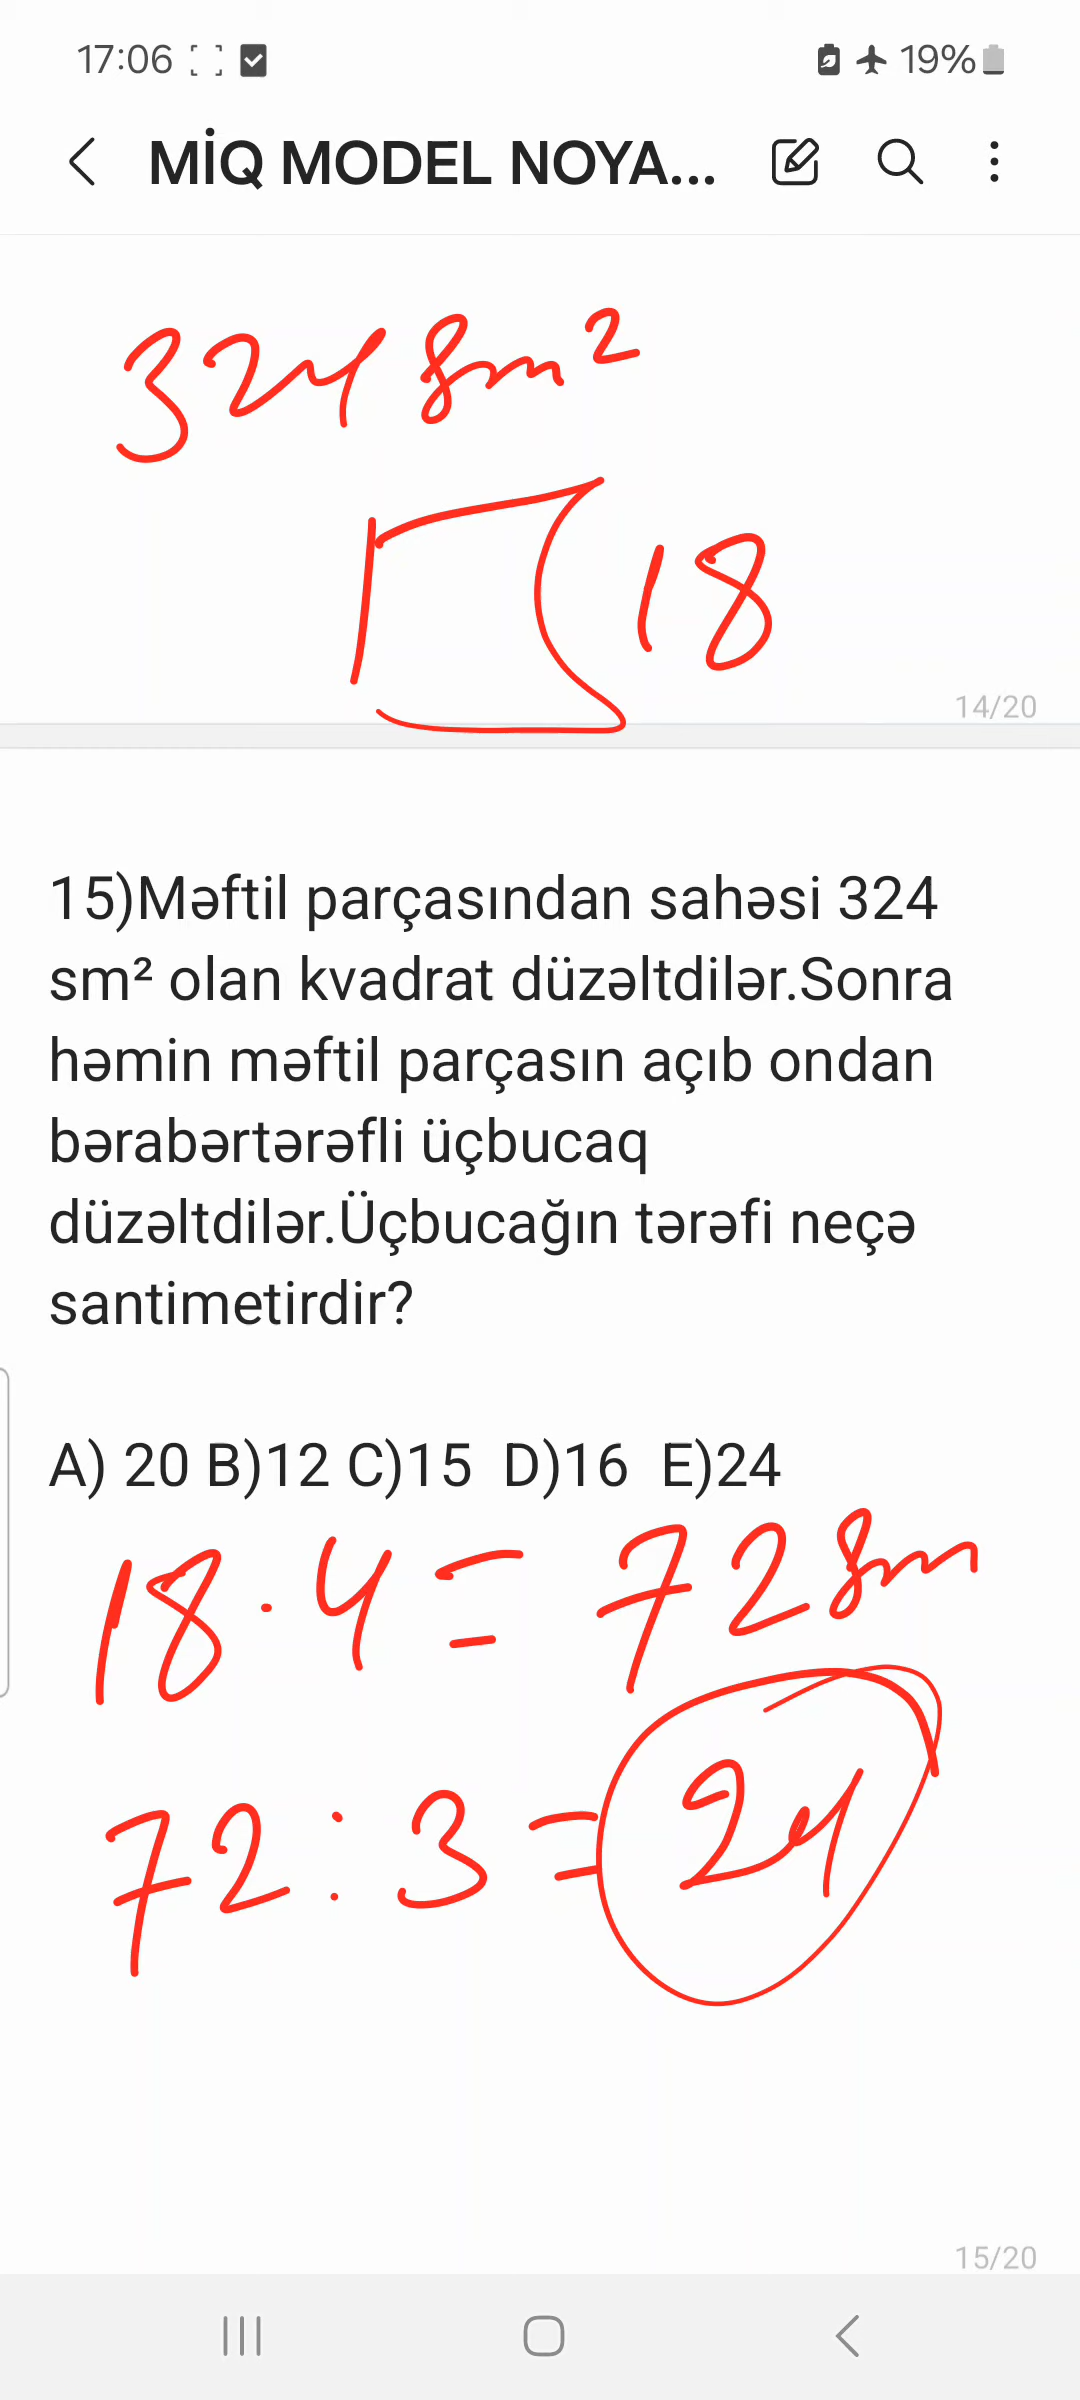 17:06 19%
MİQ MODEL NOYA...
324 sm²
18
14/20
15)Məftil parçasından sahəsi 324
sm² olan kvadrat düzəltdilər.Sonra
həmin məftil parçasın açıb ondan
bərabərtərəfli üçbucaq
düzəltdilər.Üçbucağın tərəfi neçə
santimetirdir?
A) 20 B)12 C)15 D)16 E)24
18 · 4 = 72 sm
72 : 3 = 24
15/20